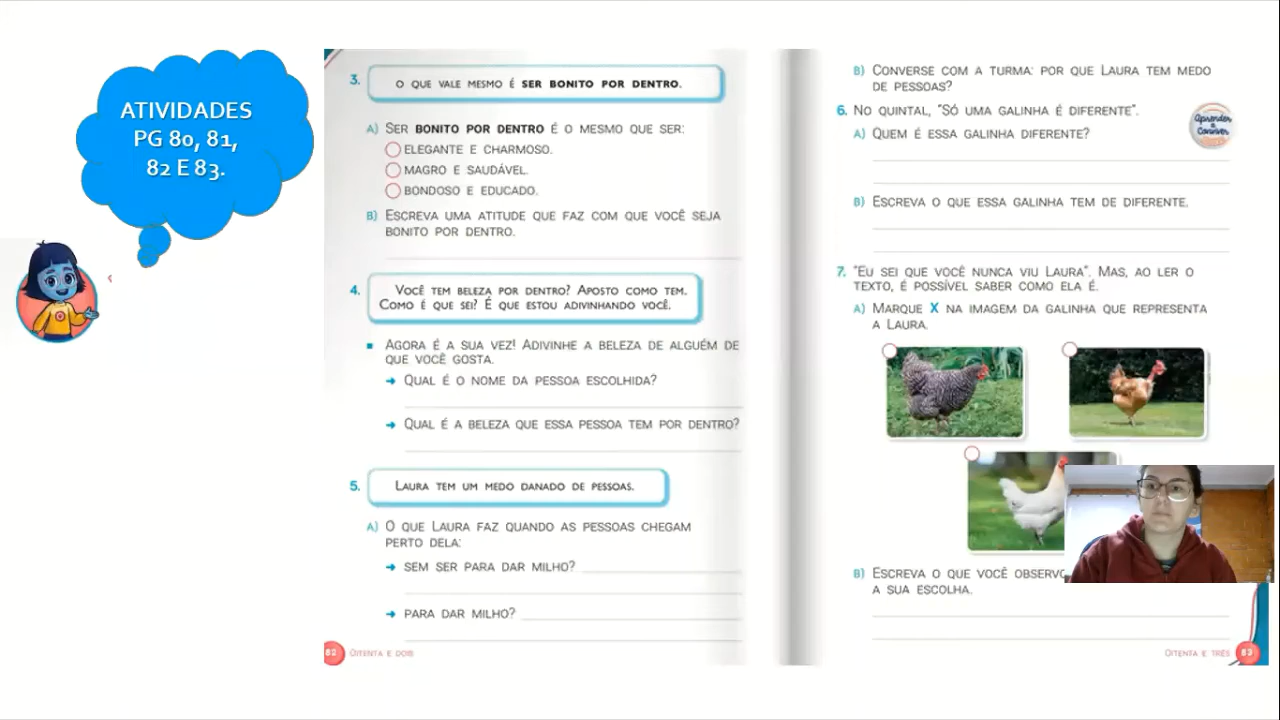 ATIVIDADES
PG 80, 81,
82 E 83.
3.
O QUE VALE MESMO É SER BONITO POR DENTRO.
A) SER BONITO POR DENTRO É O MESMO QUE SER:
ELEGANTE E CHARMOSO.
MAGRO E SAUDÁVEL.
BONDOSO E EDUCADO.
B) ESCREVA UMA ATITUDE QUE FAZ COM QUE VOCÊ SEJA
BONITO POR DENTRO.
4.
VOCÊ TEM BELEZA POR DENTRO? APOSTO COMO TEM.
COMO É QUE SEI? É QUE ESTOU ADIVINHANDO VOCÊ.
AGORA É A SUA VEZ! ADIVINHE A BELEZA DE ALGUÉM DE
QUE VOCÊ GOSTA.
QUAL É O NOME DA PESSOA ESCOLHIDA?
QUAL É A BELEZA QUE ESSA PESSOA TEM POR DENTRO?
5.
LAURA TEM UM MEDO DANADO DE PESSOAS.
A) O QUE LAURA FAZ QUANDO AS PESSOAS CHEGAM
PERTO DELA:
SEM SER PARA DAR MILHO?
PARA DAR MILHO?
82 OITENTA E DOIS
B) CONVERSE COM A TURMA: POR QUE LAURA TEM MEDO
DE PESSOAS?
6. NO QUINTAL, "SÓ UMA GALINHA É DIFERENTE".
Aprender
e
Conviver
A) QUEM É ESSA GALINHA DIFERENTE?
B) ESCREVA O QUE ESSA GALINHA TEM DE DIFERENTE.
7. "EU SEI QUE VOCÊ NUNCA VIU LAURA". MAS, AO LER O
TEXTO, É POSSÍVEL SABER COMO ELA É.
A) MARQUE X NA IMAGEM DA GALINHA QUE REPRESENTA
A LAURA.
B) ESCREVA O QUE VOCÊ
A SUA ESCOLHA.
OITENTA E TRÊS 83